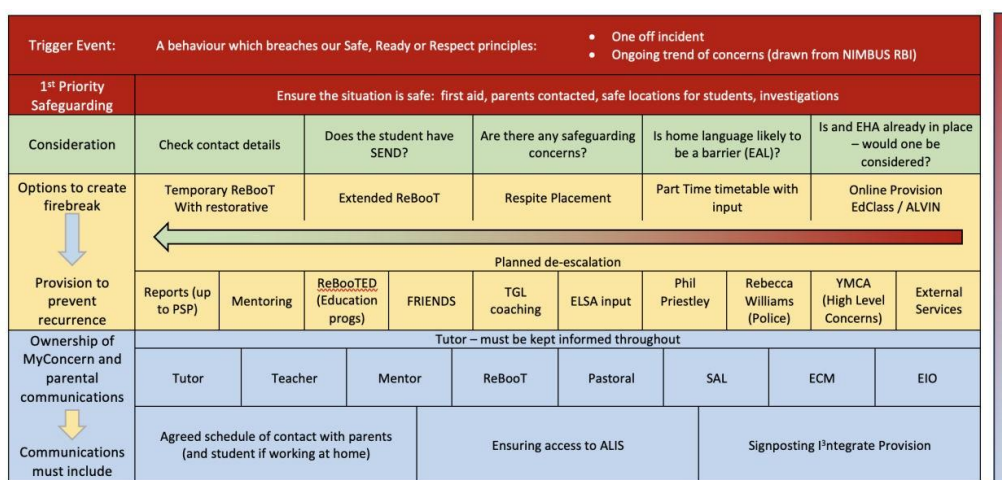 Trigger Event:
A behaviour which breaches our Safe, Ready or Respect principles:
• One off incident
• Ongoing trend of concerns (drawn from NIMBUS RBI)
1st Priority
Safeguarding
Ensure the situation is safe: first aid, parents contacted, safe locations for students, investigations
Consideration
Check contact details
Does the student have
SEND?
Are there any safeguarding
concerns?
Is home language likely to
be a barrier (EAL)?
Is and EHA already in place
– would one be
considered?
Options to create
firebreak
Temporary ReBooT
With restorative
Extended ReBooT
Respite Placement
Part Time timetable with
input
Online Provision
EdClass / ALVIN
Planned de-escalation
Provision to
prevent
recurrence
Reports (up
to PSP)
Mentoring
ReBooTED
(Education
progs)
FRIENDS
TGL
coaching
ELSA input
Phil
Priestley
Rebecca
Williams
(Police)
YMCA
(High Level
Concerns)
External
Services
Ownership of
MyConcern and
parental
communications
Tutor – must be kept informed throughout
Tutor
Teacher
Mentor
ReBooT
Pastoral
SAL
ECM
EIO
Communications
must include
Agreed schedule of contact with parents
(and student if working at home)
Ensuring access to ALIS
Signposting I³ntegrate Provision